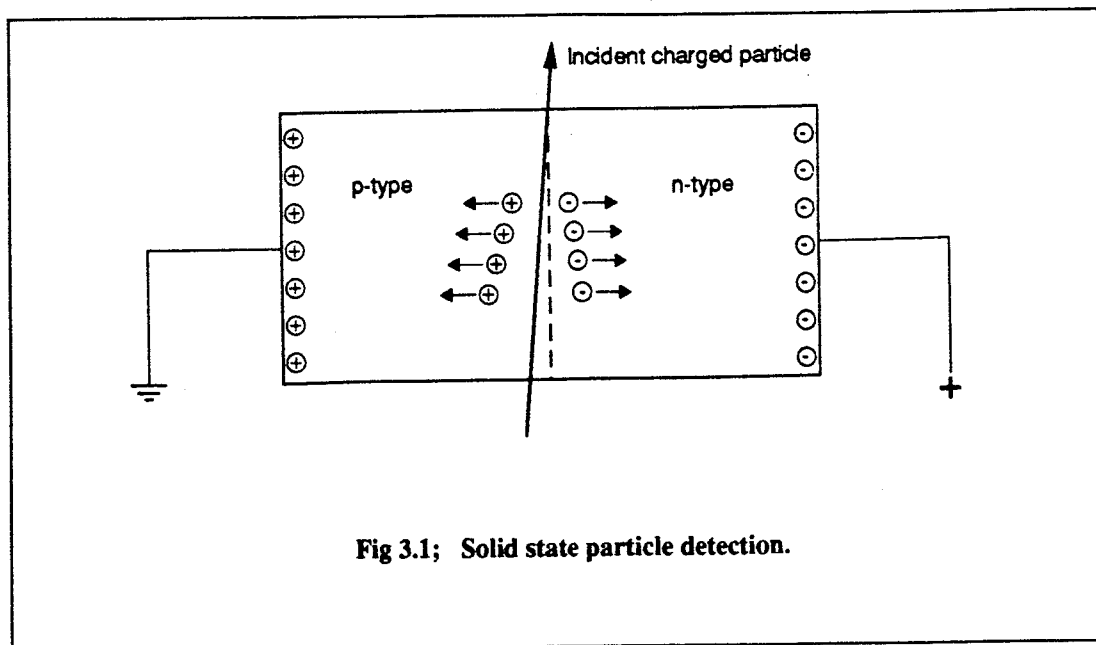 Incident charged particle
p-type
n-type
+
Fig 3.1; Solid state particle detection.